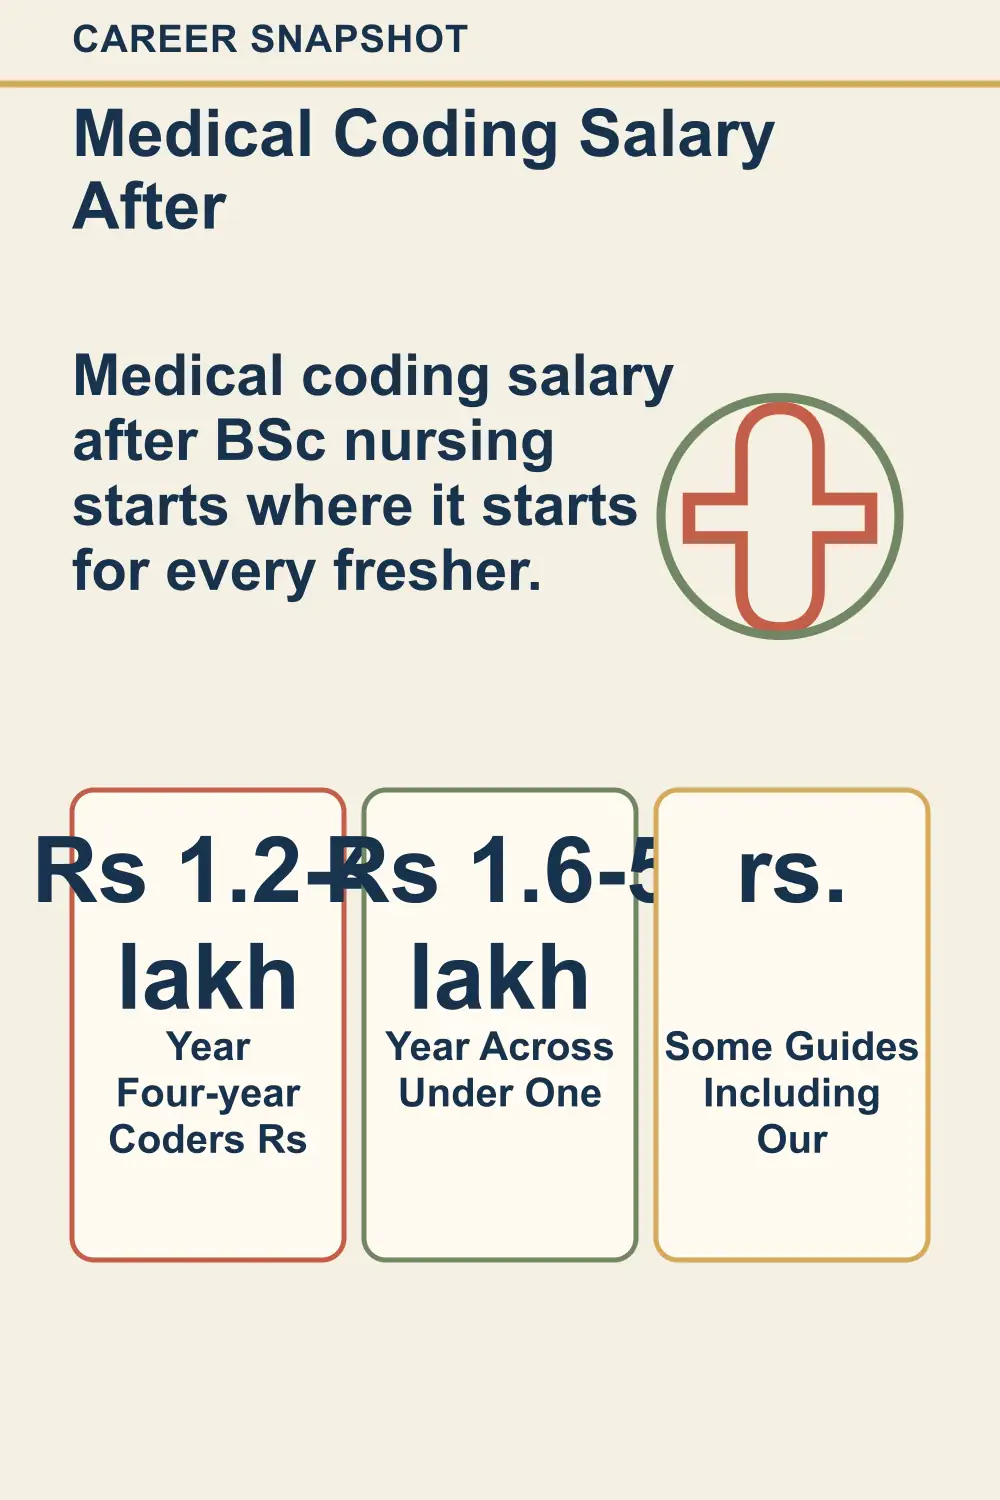 CAREER SNAPSHOT
Medical Coding Salary
After
Medical coding salary
after BSc nursing
starts where it starts
for every fresher.
Rs 1.2-
lakh
Year
Four-year
Coders Rs
Rs 1.6-5
lakh
Year Across
Under One
rs.
Some Guides
Including
Our